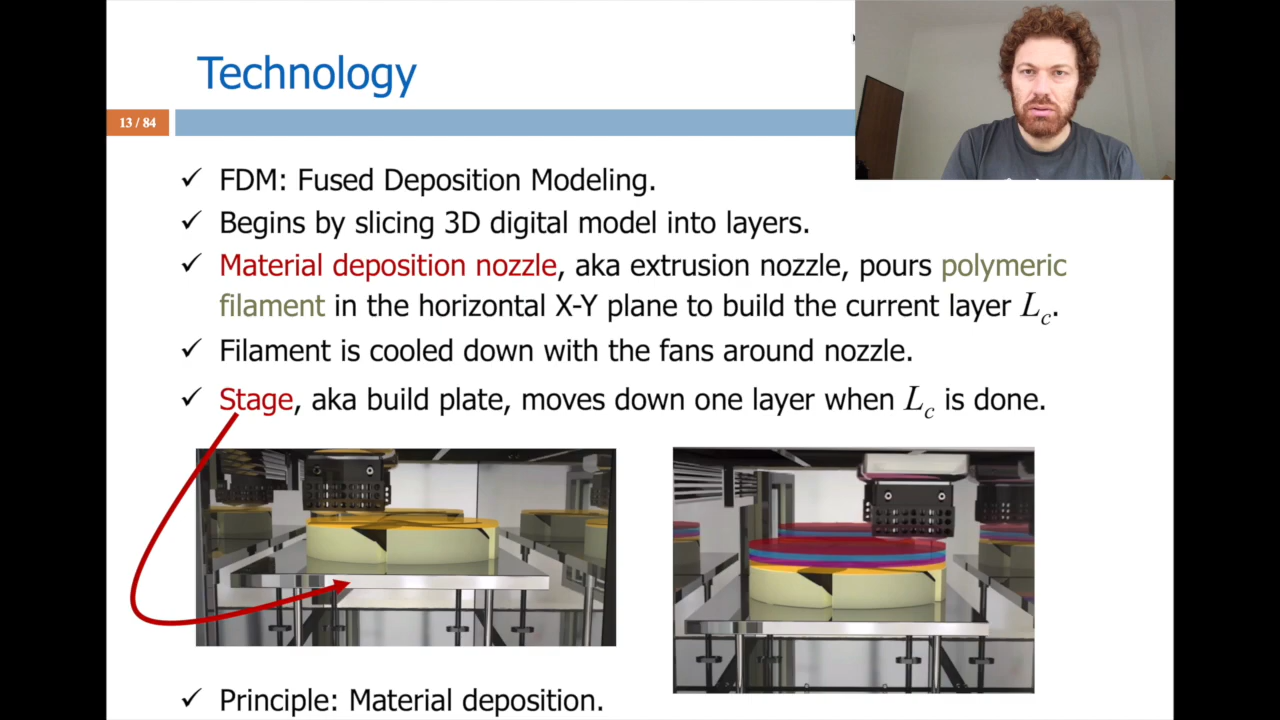 Technology
13 / 84
✓ FDM: Fused Deposition Modeling.
✓ Begins by slicing 3D digital model into layers.
✓ Material deposition nozzle, aka extrusion nozzle, pours polymeric
filament in the horizontal X-Y plane to build the current layer L_c.
✓ Filament is cooled down with the fans around nozzle.
✓ Stage, aka build plate, moves down one layer when L_c is done.
✓ Principle: Material deposition.